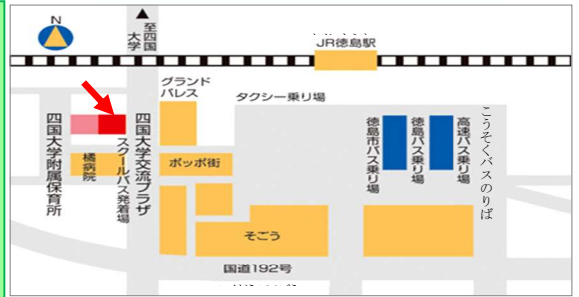 N
至四国
大学
JR徳島駅
グランド
パレス
タクシー乗り場
四国大学附属保育所
橘病院
スクールバス発着場
四国大学交流プラザ
ポッポ街
徳島市バス乗り場
徳島バス乗り場
高速バス乗り場
こうそくバスのりば
そごう
国道192号